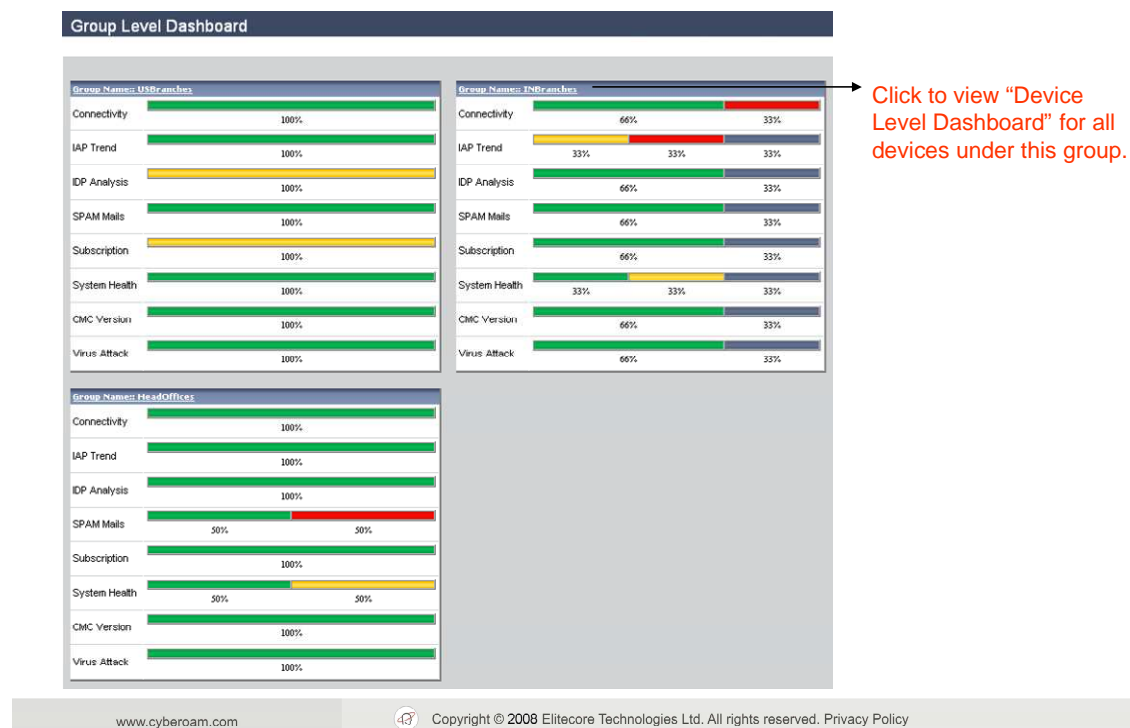 Group Level Dashboard
Group Name:: USBranches
Connectivity
100%
IAP Trend
100%
IDP Analysis
100%
SPAM Mails
100%
Subscription
100%
System Health
100%
CMC Version
100%
Virus Attack
100%
Group Name:: INBranches
Connectivity
66% 33%
IAP Trend
33% 33% 33%
IDP Analysis
66% 33%
SPAM Mails
66% 33%
Subscription
66% 33%
System Health
33% 33% 33%
CMC Version
66% 33%
Virus Attack
66% 33%
Click to view “Device
Level Dashboard” for all
devices under this group.
Group Name:: HeadOffices
Connectivity
100%
IAP Trend
100%
IDP Analysis
100%
SPAM Mails
50% 50%
Subscription
100%
System Health
50% 50%
CMC Version
100%
Virus Attack
100%
www.cyberoam.com
Copyright © 2008 Elitecore Technologies Ltd. All rights reserved. Privacy Policy